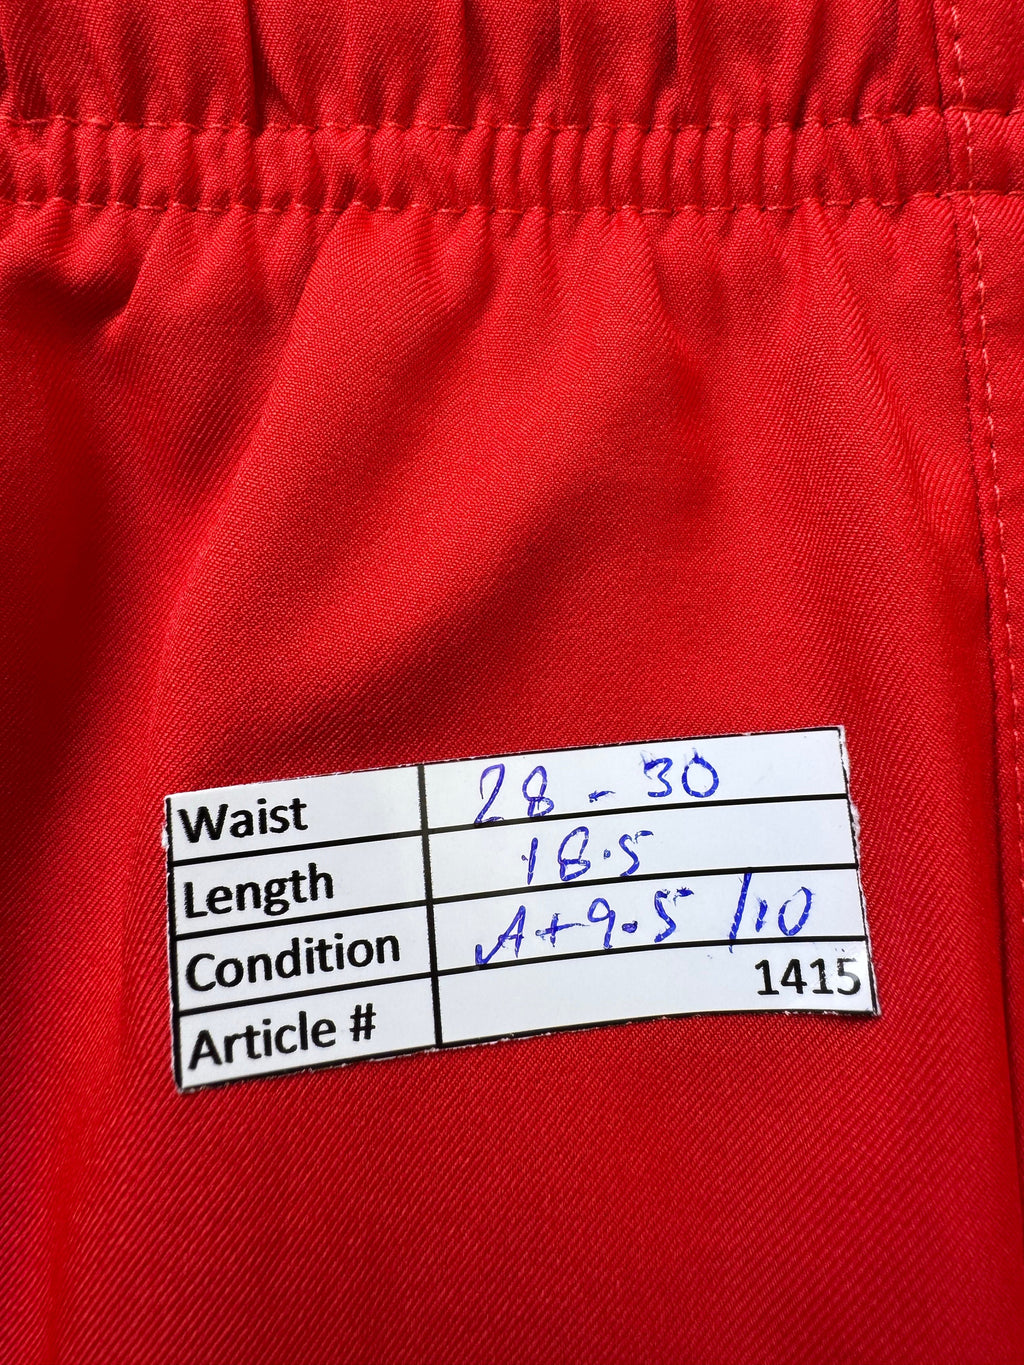 Waist 28 - 30
Length 18.5
Condition A+ 9.5 /10
Article # 1415